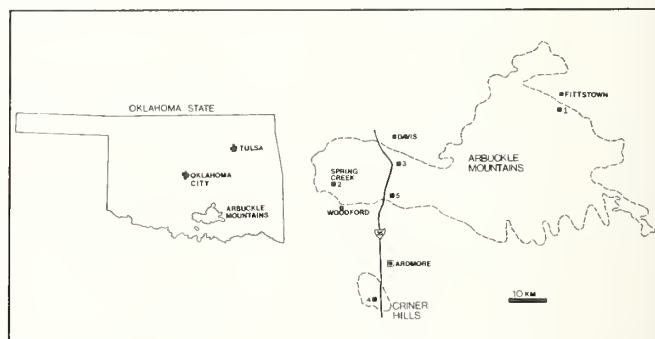 OKLAHOMA STATE
TULSA
OKLAHOMA
CITY
ARBUCKLE
MOUNTAINS
FITTSTOWN
1
DAVIS
3
ARBUCKLE
MOUNTAINS
SPRING
CREEK
2
5
WOODFORD
35
ARDMORE
4
CRINER
HILLS
10 KM